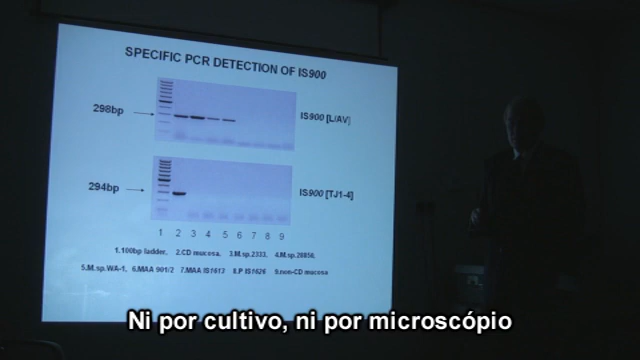 SPECIFIC PCR DETECTION OF IS900
298bp
IS900 [L/AV]
294bp
IS900 [TJ1-4]
1 2 3 4 5 6 7 8 9
1.100bp ladder, 2.CD mucosa, 3.M.sp.2333, 4.M.sp.20850,
5.M.sp.WA-1, 6.MAA 901/2 7.MAA IS1613 8.P IS1626 9.non-CD mucosa
Ni por cultivo, ni por microscópio